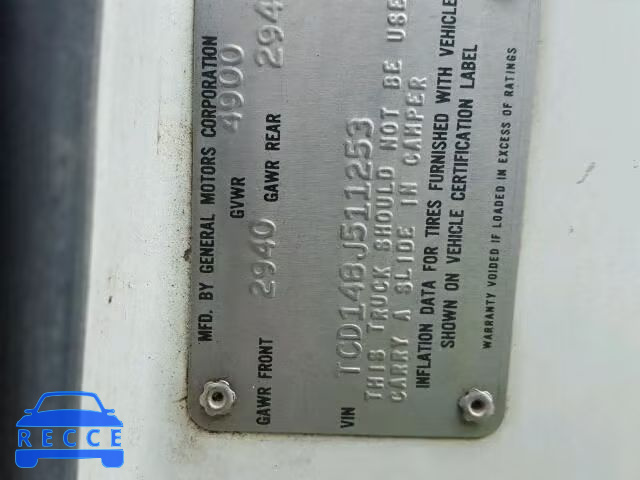 MFD. BY GENERAL MOTORS CORPORATION
GVWR 4900
GAWR FRONT 2940 GAWR REAR 294
VIN TCD148J511253
THIS TRUCK SHOULD NOT BE USE
CARRY A SLIDE IN CAMPER
INFLATION DATA FOR TIRES FURNISHED WITH VEHICLE
SHOWN ON VEHICLE CERTIFICATION LABEL
WARRANTY VOIDED IF LOADED IN EXCESS OF RATINGS
RECCE